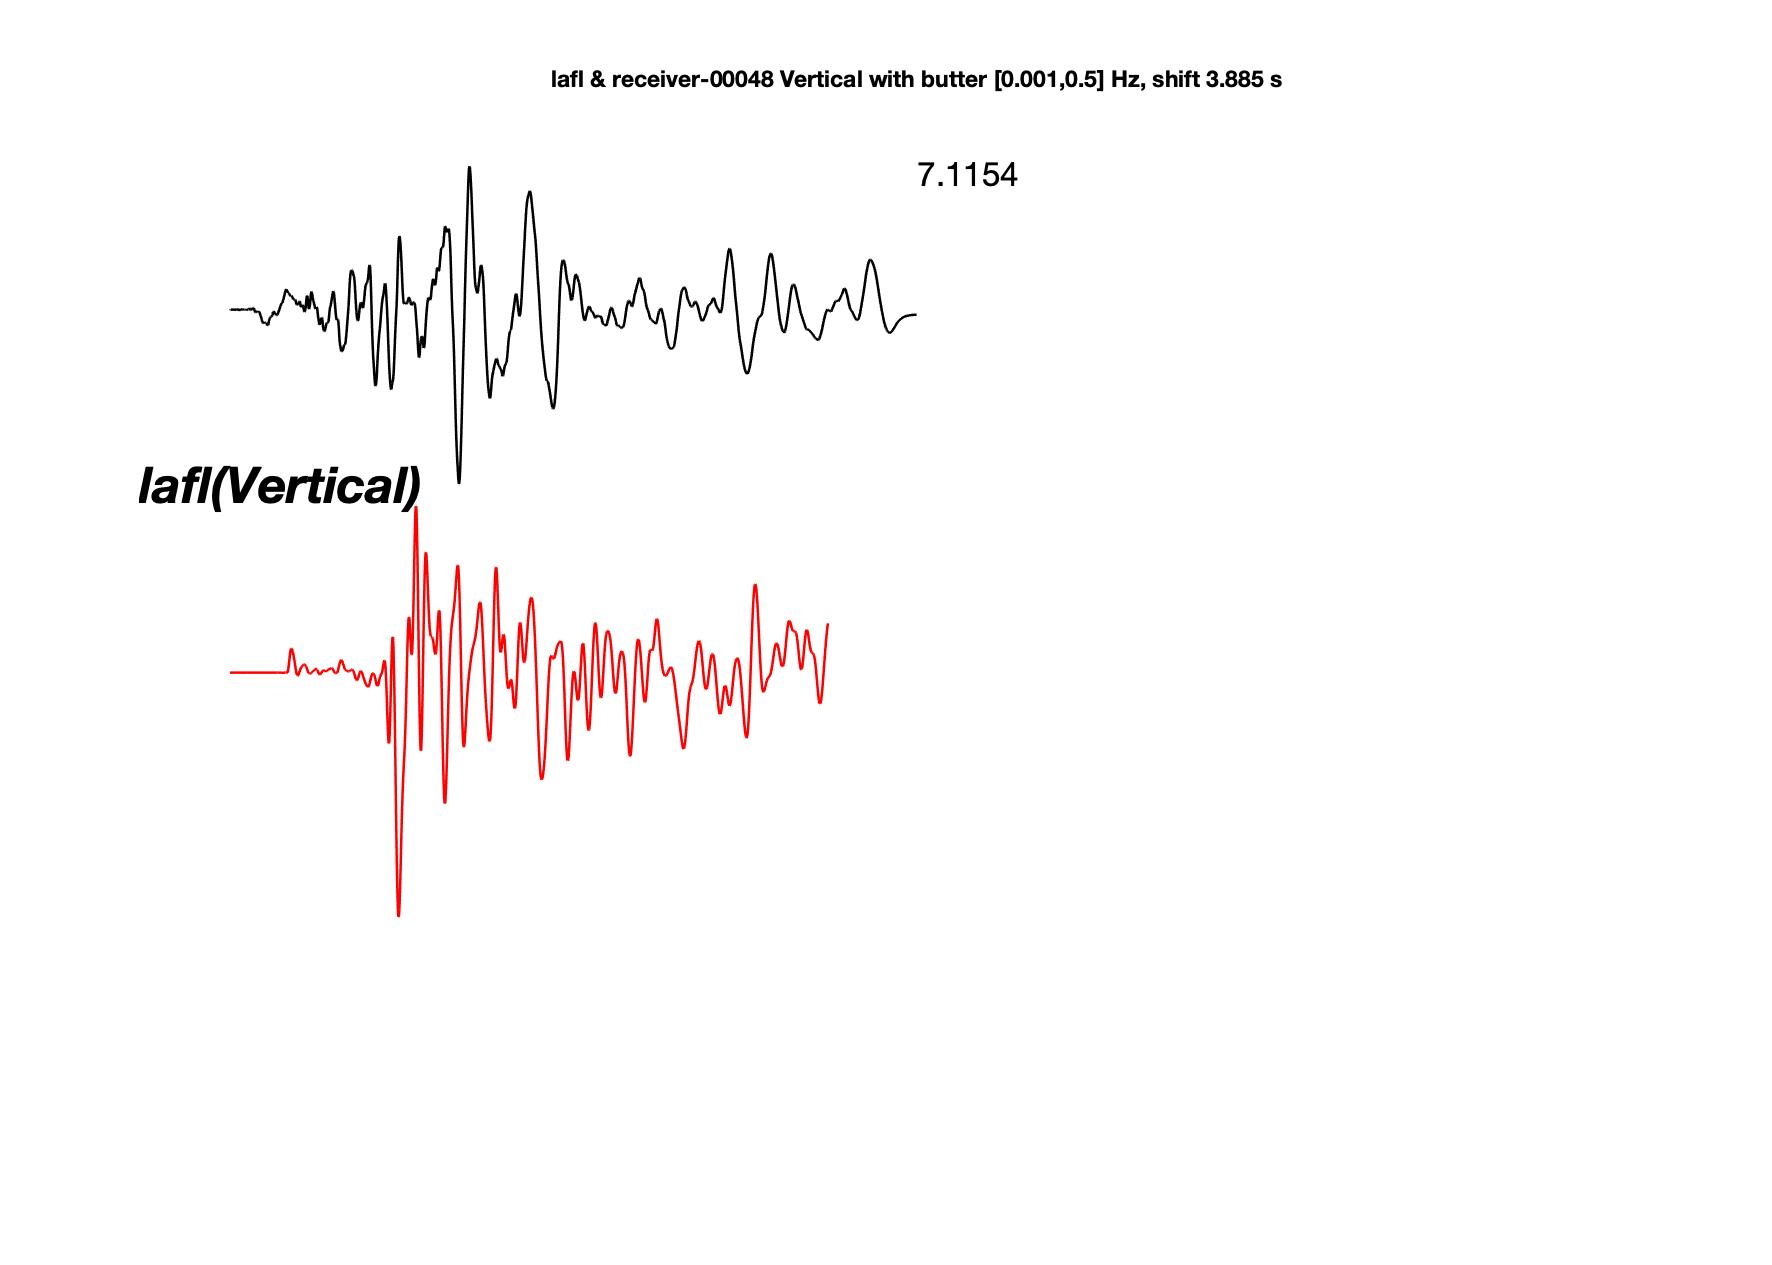 lafl & receiver-00048 Vertical with butter [0.001,0.5] Hz, shift 3.885 s
7.1154
lafl(Vertical)